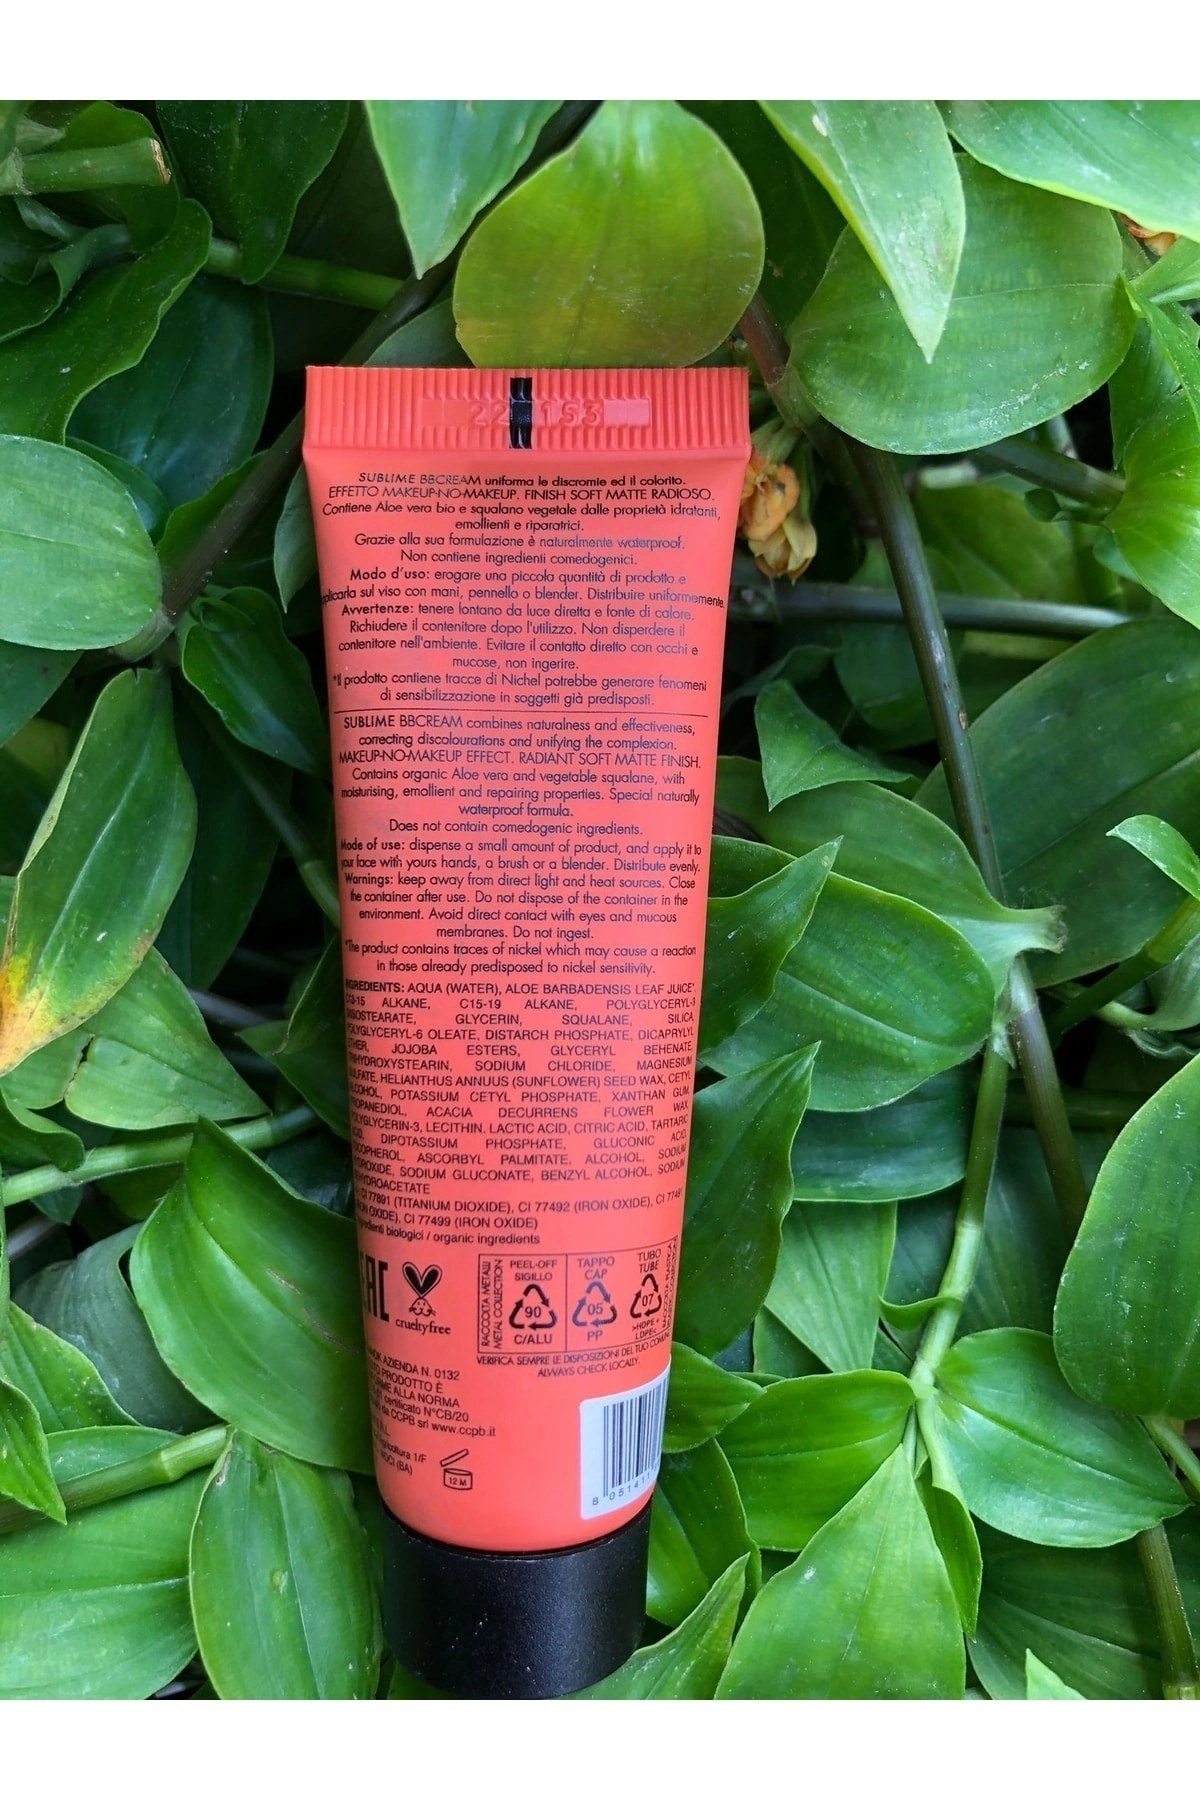 22 153
SUBLIME BBCREAM uniforma le discromie ed il colorito.
EFFETTO MAKEUP-NO-MAKEUP. FINISH SOFT MATTE RADIOSO.
Contiene Aloe vera bio e squalano vegetale dalle proprietà idratanti,
emollienti e riparatrici.
Grazie alla sua formulazione è naturalmente waterproof.
Non contiene ingredienti comedogenici.
Modo d'uso: erogare una piccola quantità di prodotto e
plicarla sul viso con mani, pennello o blender. Distribuire uniformemente.
Avvertenze: tenere lontano da luce diretta e fonte di calore.
Richiudere il contenitore dopo l'utilizzo. Non disperdere il
contenitore nell'ambiente. Evitare il contatto diretto con occhi e
mucose, non ingerire.
*Il prodotto contiene tracce di Nichel potrebbe generare fenomeni
di sensibilizzazione in soggetti già predisposti.
SUBLIME BBCREAM combines naturalness and effectiveness,
correcting discolourations and unifying the complexion.
MAKEUP-NO-MAKEUP EFFECT. RADIANT SOFT MATTE FINISH.
Contains organic Aloe vera and vegetable squalane, with
moisturising, emollient and repairing properties. Special naturally
waterproof formula.
Does not contain comedogenic ingredients.
Mode of use: dispense a small amount of product, and apply it to
your face with yours hands, a brush or a blender. Distribute evenly.
Warnings: keep away from direct light and heat sources. Close
the container after use. Do not dispose of the container in the
environment. Avoid direct contact with eyes and mucous
membranes. Do not ingest.
*The product contains traces of nickel which may cause a reaction
in those already predisposed to nickel sensitivity.
INGREDIENTS: AQUA (WATER), ALOE BARBADENSIS LEAF JUICE*,
C13-15 ALKANE, C15-19 ALKANE, POLYGLYCERYL-3
ISOSTEARATE, GLYCERIN, SQUALANE, SILICA,
POLYGLYCERYL-6 OLEATE, DISTARCH PHOSPHATE, DICAPRYLYL
ETHER, JOJOBA ESTERS, GLYCERYL BEHENATE,
HYDROXYSTEARIN, SODIUM CHLORIDE, MAGNESIUM
SULFATE, HELIANTHUS ANNUUS (SUNFLOWER) SEED WAX, CETYL
ALCOHOL, POTASSIUM CETYL PHOSPHATE, XANTHAN GUM,
PROPANEDIOL, ACACIA DECURRENS FLOWER WAX,
POLYGLYCERIN-3, LECITHIN, LACTIC ACID, CITRIC ACID, TARTARIC
ACID, DIPOTASSIUM PHOSPHATE, GLUCONIC ACID,
TOCOPHEROL, ASCORBYL PALMITATE, ALCOHOL, SODIUM
HYDROXIDE, SODIUM GLUCONATE, BENZYL ALCOHOL, SODIUM
DEHYDROACETATE
CI 77891 (TITANIUM DIOXIDE), CI 77492 (IRON OXIDE), CI 77491
(IRON OXIDE), CI 77499 (IRON OXIDE)
ingredienti biologici / organic ingredients
EAC
crueltyfree
RACCOLTA METALLI
METAL COLLECTION
PEEL-OFF
SIGILLO
90
C/ALU
TAPPO
CAP
05
PP
TUBO
TUBE
07
>HDPE +
LDPE<
VERIFICA SEMPRE LE DISPOSIZIONI DEL TUO COMUNE.
ALWAYS CHECK LOCALLY.
AZIENDA N. 0132
PRODOTTO È
ALLA NORMA
certificato N°CB/20
da CCPB srl www.ccpb.it
1/F
(BA)
12 M
8 051411